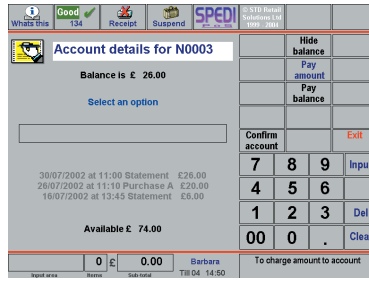 Whats this
Good
134
Receipt
Suspend
SPEDI
E P o S
© STD Retail
Solutions Ltd
1999 - 2004
Account details for N0003
Balance is £ 26.00
Select an option
30/07/2002 at 11:00 Statement £26.00
26/07/2002 at 11:10 Purchase A £20.00
16/07/2002 at 13:45 Statement £6.00
Available £ 74.00
Hide
balance
Pay
amount
Pay
balance
Confirm
account
Exit
7 8 9 Inpu
4 5 6
1 2 3 Del
00 0 . Clea
0 £ 0.00
Input area Items Sub-total
Barbara
Till 04 14:50
To charge amount to account